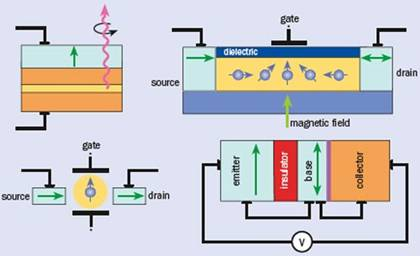 gate
dielectric
source
drain
magnetic field
gate
source
drain
emitter
insulator
base
collector
V